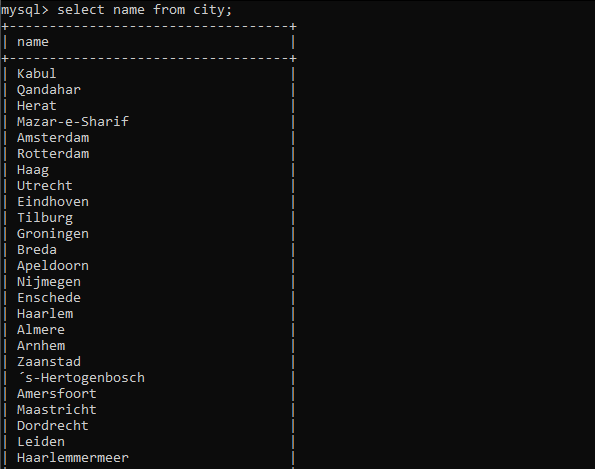 mysql> select name from city;
+-----------------------------------+
| name                              |
+-----------------------------------+
| Kabul                             |
| Qandahar                          |
| Herat                             |
| Mazar-e-Sharif                    |
| Amsterdam                         |
| Rotterdam                         |
| Haag                              |
| Utrecht                           |
| Eindhoven                         |
| Tilburg                           |
| Groningen                         |
| Breda                             |
| Apeldoorn                         |
| Nijmegen                          |
| Enschede                          |
| Haarlem                           |
| Almere                            |
| Arnhem                            |
| Zaanstad                          |
| ´s-Hertogenbosch                  |
| Amersfoort                        |
| Maastricht                        |
| Dordrecht                         |
| Leiden                            |
| Haarlemmermeer                    |